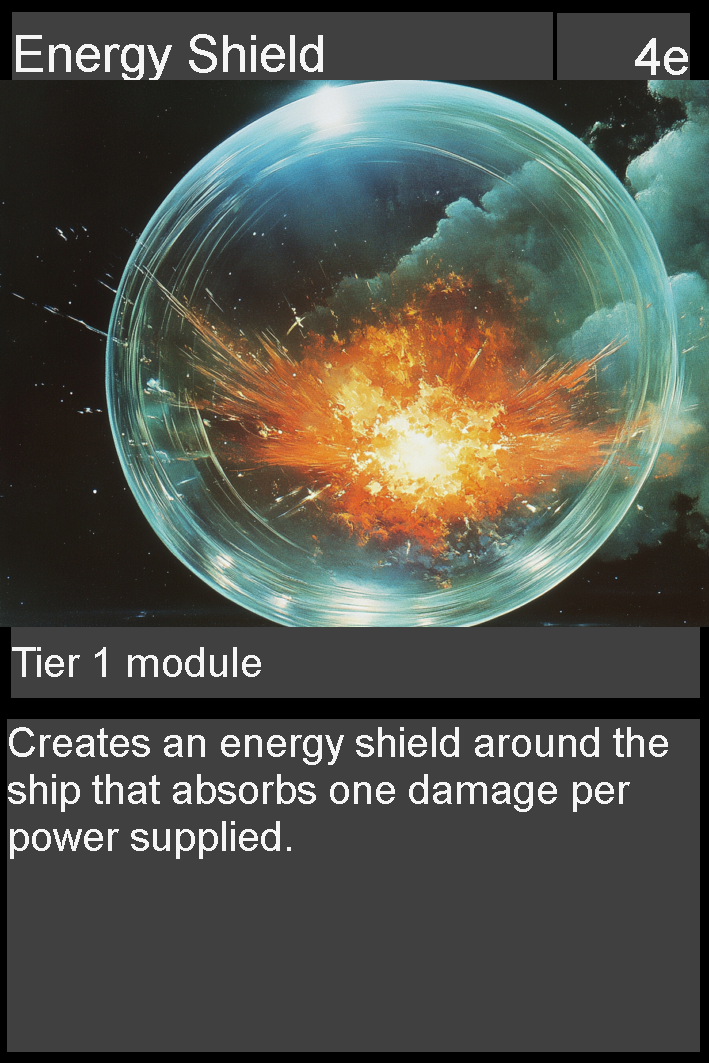 Energy Shield 4e
Tier 1 module
Creates an energy shield around the
ship that absorbs one damage per
power supplied.